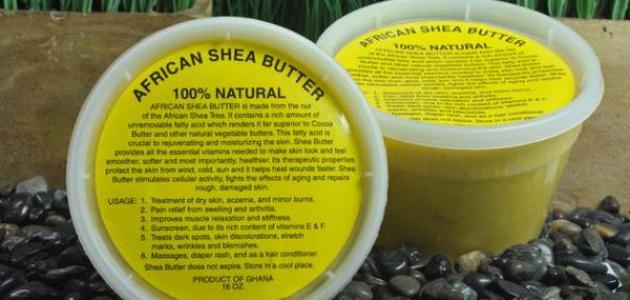 AFRICAN SHEA BUTTER
100% NATURAL
AFRICAN SHEA BUTTER is made from the nut
of the African Shea Tree. It contains a rich amount of
unremovable fatty acid which renders it far superior to Cocoa
Butter and other natural vegetable butters. This fatty acid is
crucial to rejuvenating and moisturizing the skin. Shea Butter
provides all the essential vitamins needed to make skin look and feel
smoother, softer and most importantly, healthier. Its therapeutic properties
protect the skin from wind, cold, sun and it helps heal wounds faster. Shea
Butter stimulates cellular activity, fights the effects of aging and repairs
rough, damaged skin.
USAGE: 1. Treatment of dry skin, aczema, and minor burns.
2. Pain relief from swelling and arthritis.
3. Improves muscle relaxation and stiffness.
4. Sunscreen, due to its rich content of vitamins E & F.
5. Treats dark spots, skin discolorations, stretch
marks, wrinkles and blemishes.
6. Massages, diaper rash, and as a hair conditioner.
Shea Butter does not expire. Store in a cool place.
PRODUCT OF GHANA
16 OZ.
AFRICAN SHEA BUTTER
100% NATURAL